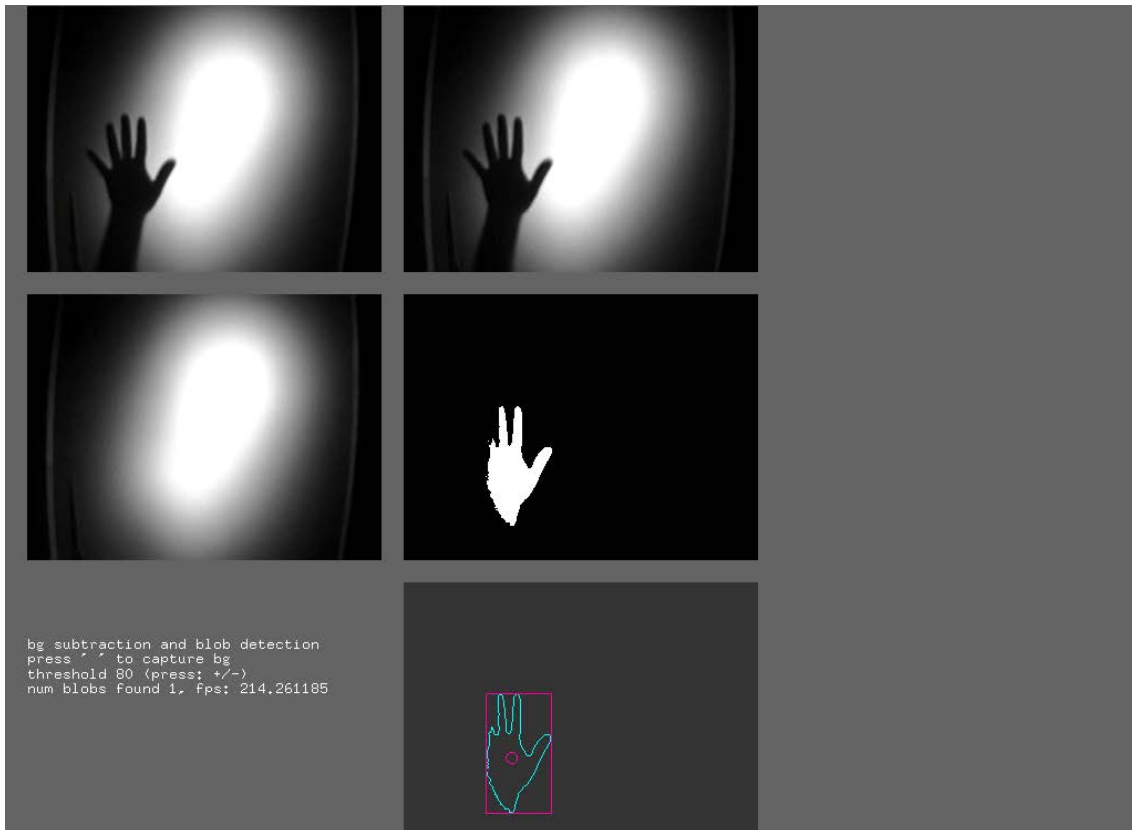 bg subtraction and blob detection
press ' ' to capture bg
threshold 80 (press: +/-)
num blobs found 1, fps: 214.261185